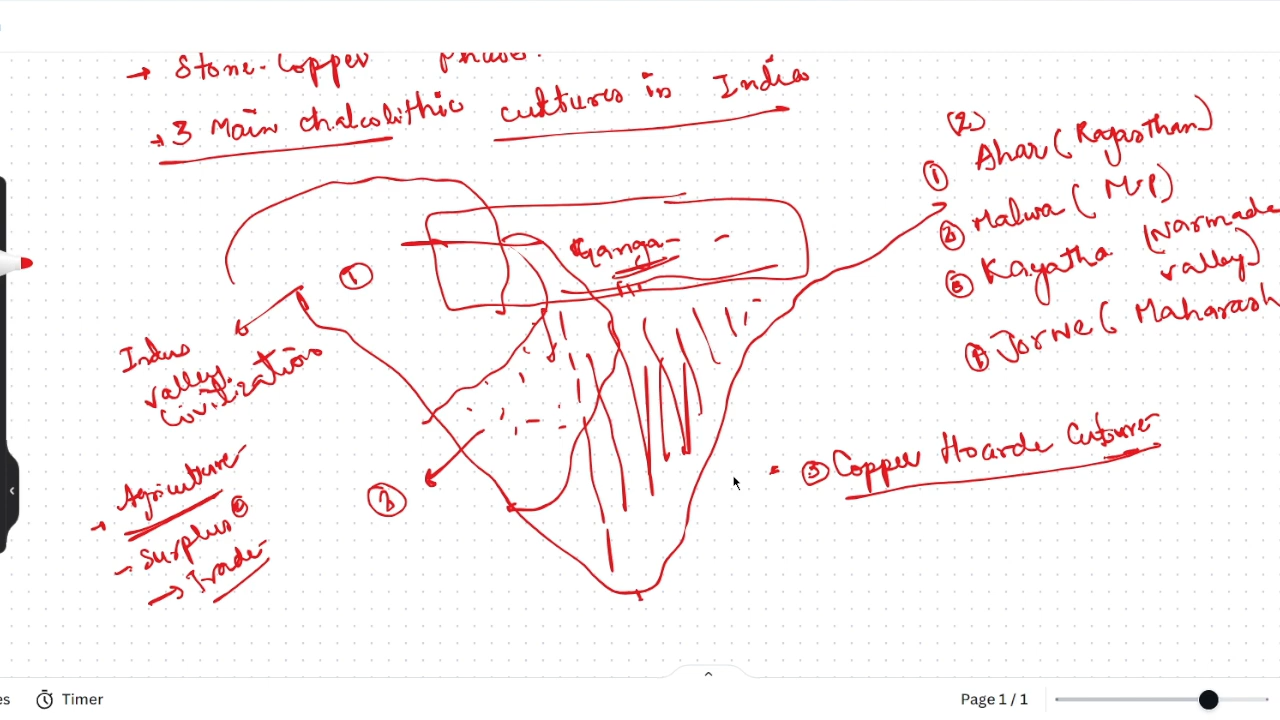 → Stone-Copper Phase.
→ 3 Main chalcolithic cultures in India
(2)
① Ahar (Rajasthan)
② Malwa (M.P)
③ Kayatha (Narmada
valley)
④ Jorwe (Maharash
Ganga-
①
Indus
valley
civilization
→ Agriculture
- Surplus
→ Trade
②
③ Copper Hoarde Culture
es Timer
Page 1 / 1